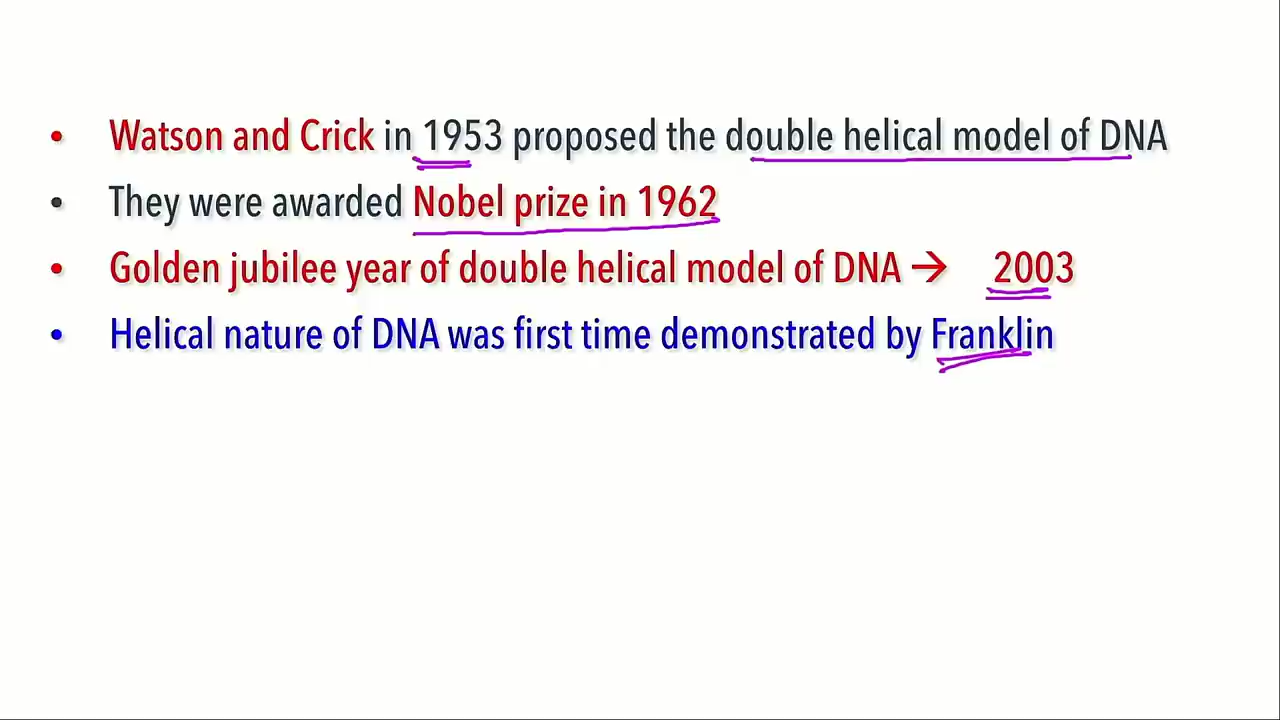 • Watson and Crick in 1953 proposed the double helical model of DNA
• They were awarded Nobel prize in 1962
• Golden jubilee year of double helical model of DNA → 2003
• Helical nature of DNA was first time demonstrated by Franklin